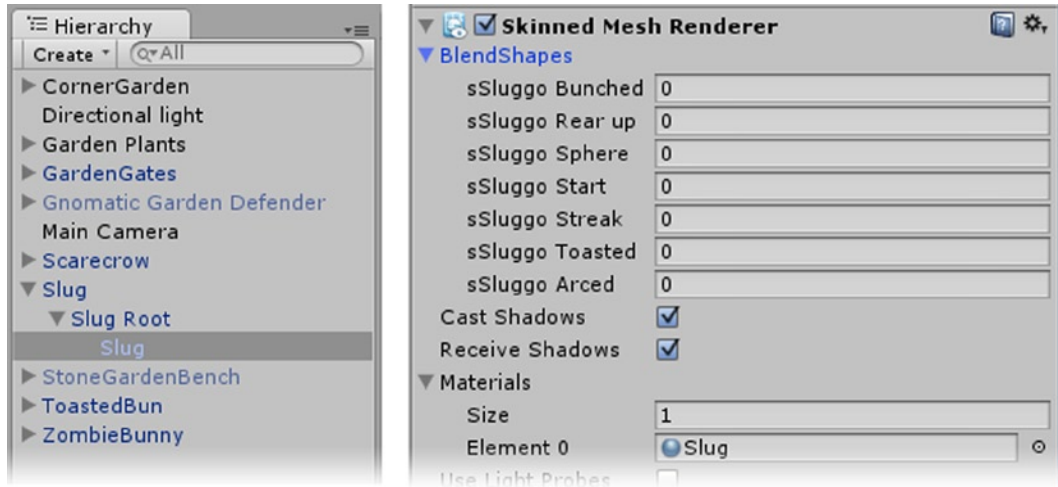 Hierarchy
Create
All
CornerGarden
Directional light
Garden Plants
GardenGates
Gnomatic Garden Defender
Main Camera
Scarecrow
Slug
Slug Root
Slug
StoneGardenBench
ToastedBun
ZombieBunny
Skinned Mesh Renderer
BlendShapes
sSluggo Bunched 0
sSluggo Rear up 0
sSluggo Sphere 0
sSluggo Start 0
sSluggo Streak 0
sSluggo Toasted 0
sSluggo Arced 0
Cast Shadows
Receive Shadows
Materials
Size 1
Element 0 Slug
Use Light Probes